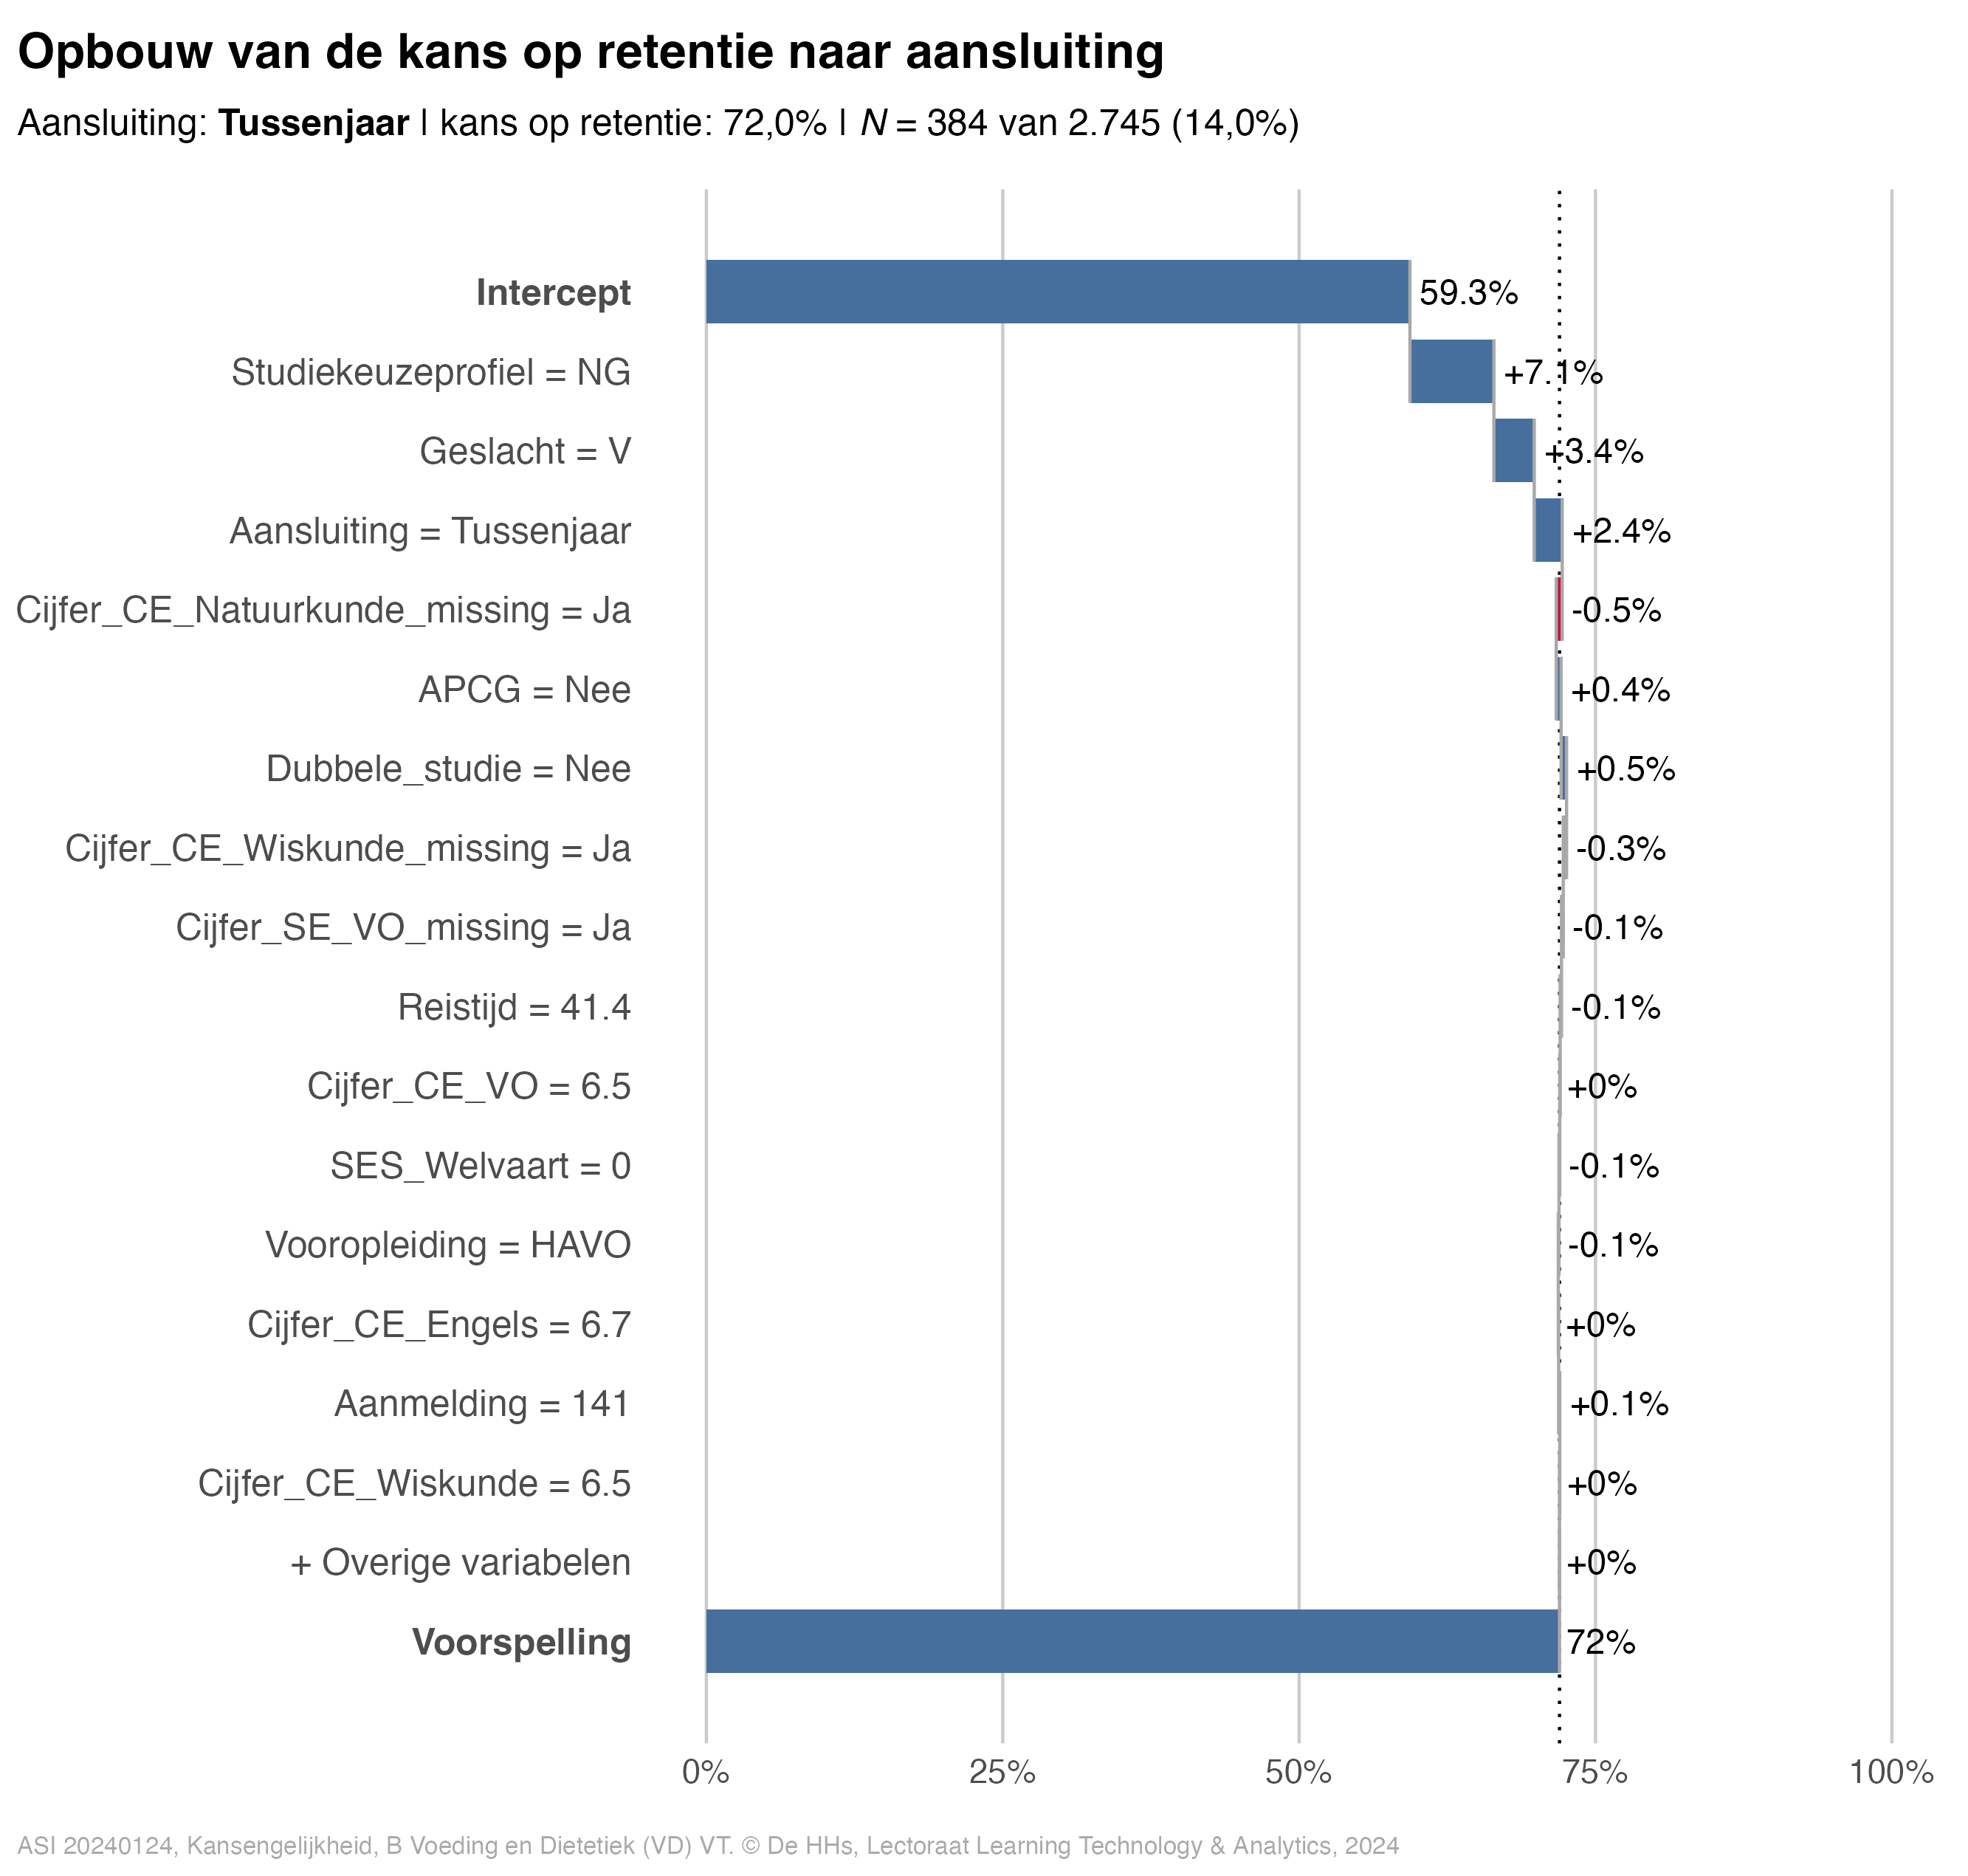 Opbouw van de kans op retentie naar aansluiting
Aansluiting: Tussenjaar | kans op retentie: 72,0% | N = 384 van 2.745 (14,0%)
Intercept 59.3%
Studiekeuzeprofiel = NG +7.1%
Geslacht = V +3.4%
Aansluiting = Tussenjaar +2.4%
Cijfer_CE_Natuurkunde_missing = Ja -0.5%
APCG = Nee +0.4%
Dubbele_studie = Nee +0.5%
Cijfer_CE_Wiskunde_missing = Ja -0.3%
Cijfer_SE_VO_missing = Ja -0.1%
Reistijd = 41.4 -0.1%
Cijfer_CE_VO = 6.5 +0%
SES_Welvaart = 0 -0.1%
Vooropleiding = HAVO -0.1%
Cijfer_CE_Engels = 6.7 +0%
Aanmelding = 141 +0.1%
Cijfer_CE_Wiskunde = 6.5 +0%
+ Overige variabelen +0%
Voorspelling 72%
0% 25% 50% 75% 100%
ASI 20240124, Kansengelijkheid, B Voeding en Dietetiek (VD) VT. © De HHs, Lectoraat Learning Technology & Analytics, 2024